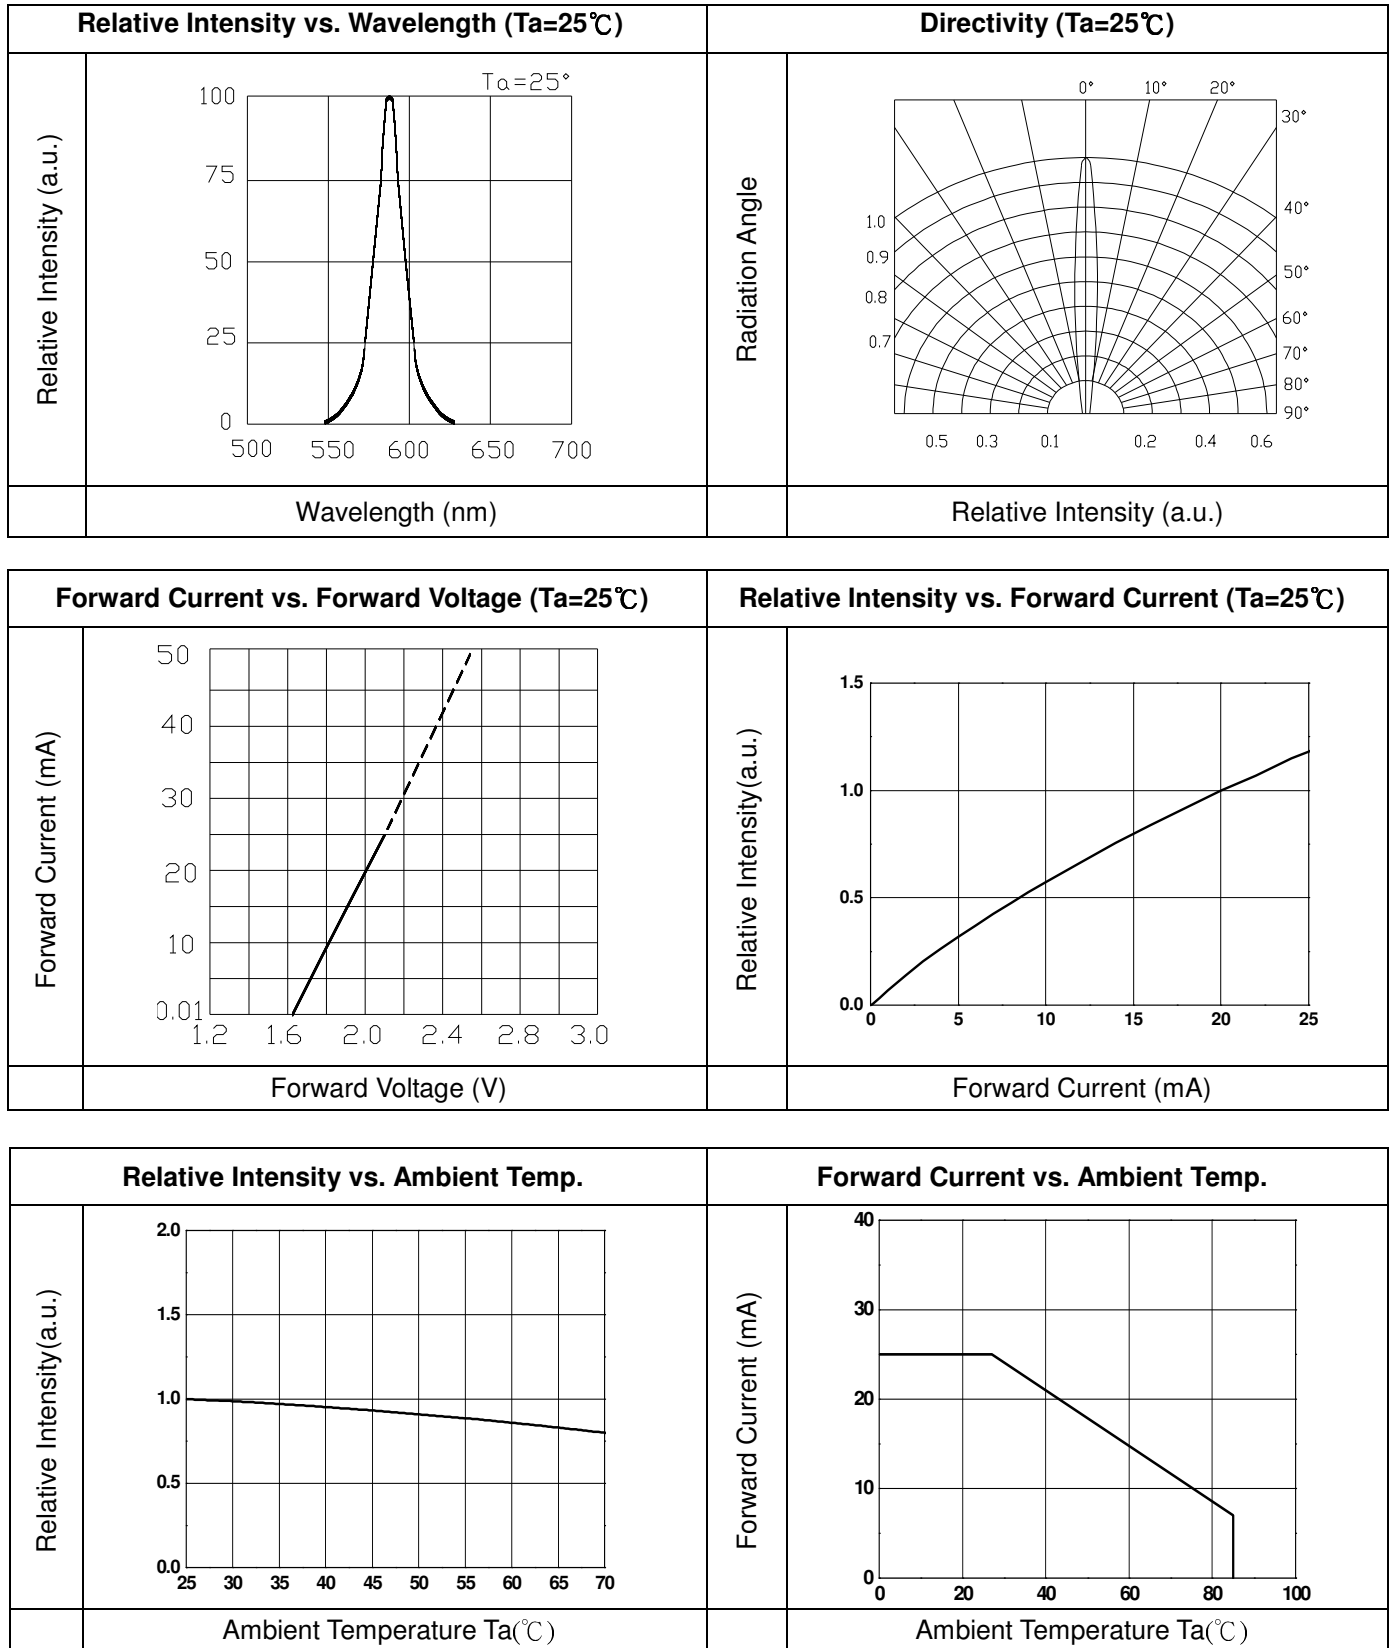 Relative Intensity vs. Wavelength (Ta=25℃)
Directivity (Ta=25℃)
Relative Intensity (a.u.)
Ta=25°
100
75
50
25
0
500 550 600 650 700
Wavelength (nm)
Radiation Angle
0° 10° 20°
30°
40°
50°
60°
70°
80°
90°
1.0
0.9
0.8
0.7
0.5 0.3 0.1 0.2 0.4 0.6
Relative Intensity (a.u.)
Forward Current vs. Forward Voltage (Ta=25℃)
Relative Intensity vs. Forward Current (Ta=25℃)
Forward Current (mA)
50
40
30
20
10
0.01
1.2 1.6 2.0 2.4 2.8 3.0
Forward Voltage (V)
Relative Intensity(a.u.)
1.5
1.0
0.5
0.0
0 5 10 15 20 25
Forward Current (mA)
Relative Intensity vs. Ambient Temp.
Forward Current vs. Ambient Temp.
Relative Intensity(a.u.)
2.0
1.5
1.0
0.5
0.0
25 30 35 40 45 50 55 60 65 70
Ambient Temperature Ta(℃)
Forward Current (mA)
40
30
20
10
0
0 20 40 60 80 100
Ambient Temperature Ta(℃)